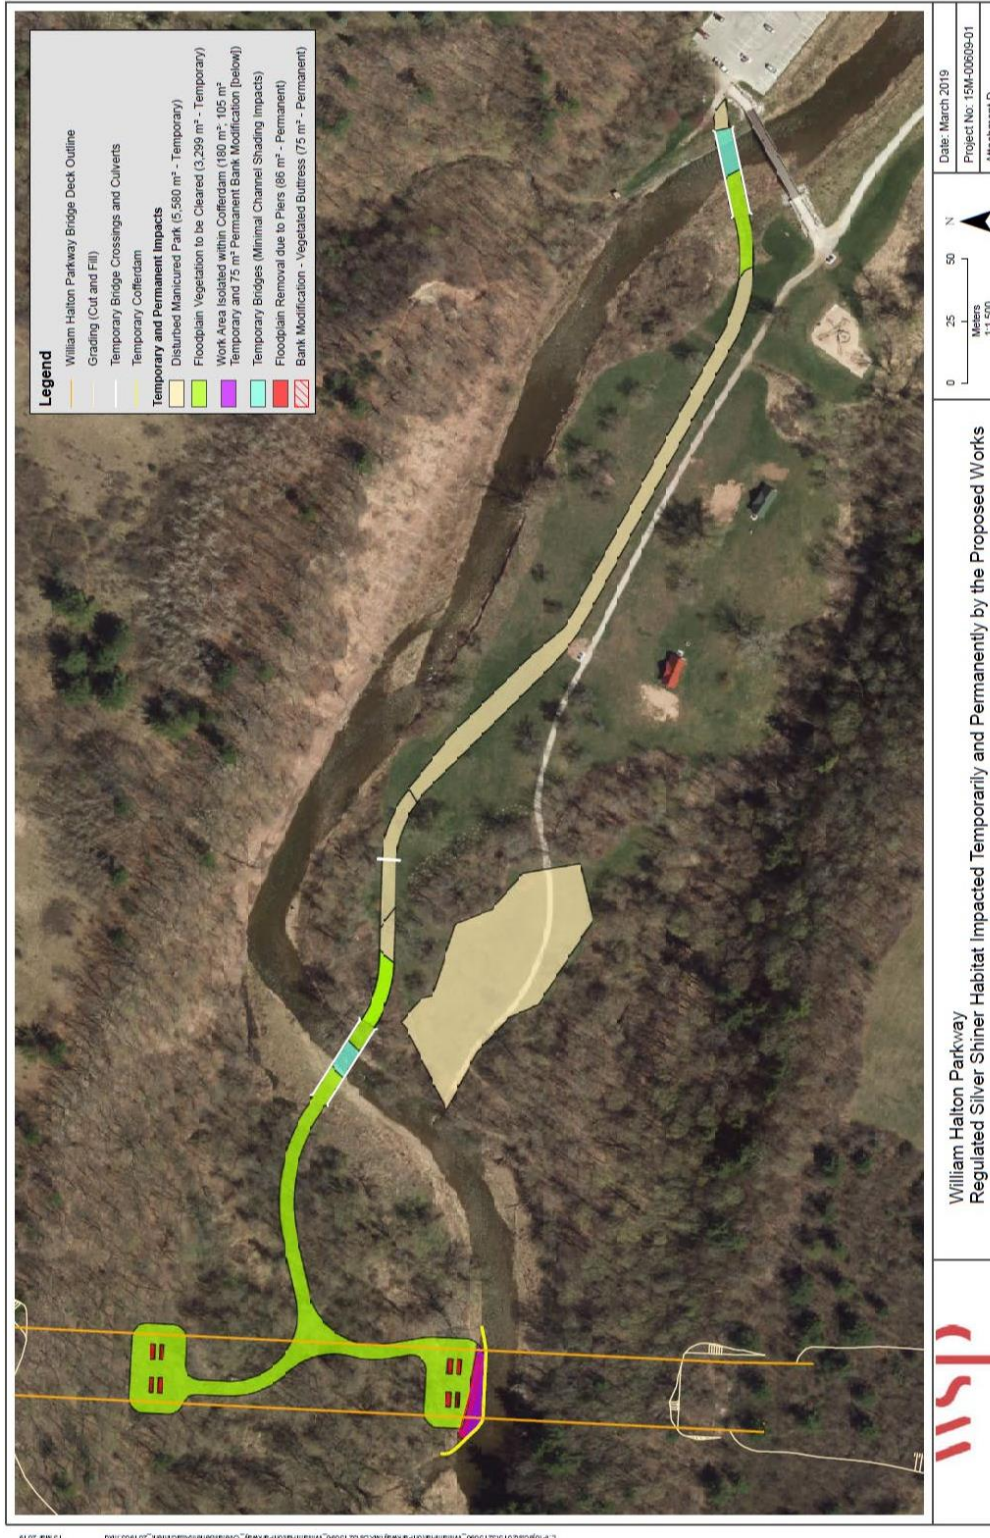 Legend
William Halton Parkway Bridge Deck Outline
Grading (Cut and Fill)
Temporary Bridge Crossings and Culverts
Temporary Cofferdam
Temporary and Permanent Impacts
Disturbed Manicured Park (5,580 m² - Temporary)
Floodplain Vegetation to be Cleared (3,299 m² - Temporary)
Work Area Isolated within Cofferdam (180 m²; 105 m²
Temporary and 75 m² Permanent Bank Modification [below])
Temporary Bridges (Minimal Channel Shading Impacts)
Floodplain Removal due to Piers (86 m² - Permanent)
Bank Modification - Vegetated Buttress (75 m² - Permanent)
wsp
William Halton Parkway
Regulated Silver Shiner Habitat Impacted Temporarily and Permanently by the Proposed Works
0 25 50
Meters
1:1,500
N
Date: March 2019
Project No: 15M-00609-01